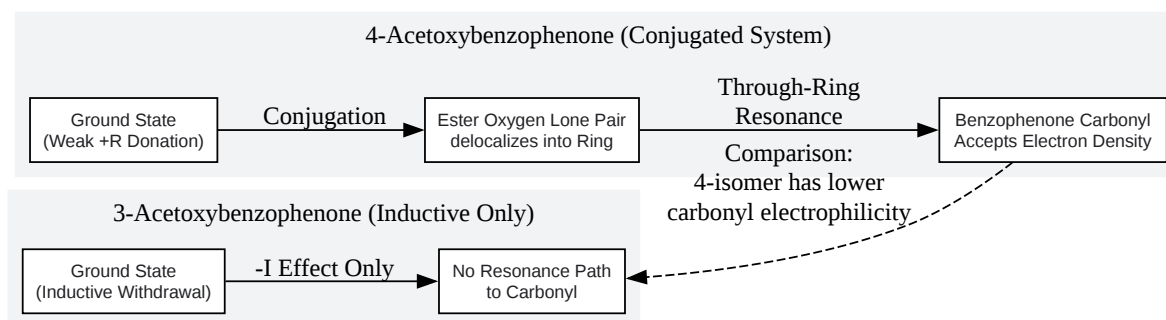 4-Acetoxybenzophenone (Conjugated System)
Ground State
(Weak +R Donation)
Conjugation
Ester Oxygen Lone Pair
delocalizes into Ring
Through-Ring
Resonance
Benzophenone Carbonyl
Accepts Electron Density
Comparison:
4-isomer has lower
carbonyl electrophilicity
3-Acetoxybenzophenone (Inductive Only)
Ground State
(Inductive Withdrawal)
-I Effect Only
No Resonance Path
to Carbonyl